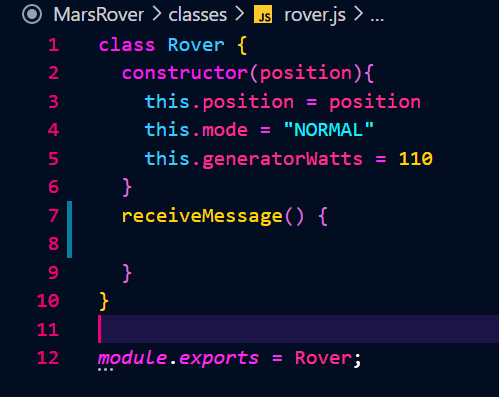 MarsRover > classes > JS rover.js > ...
1 class Rover {
2 constructor(position){
3 this.position = position
4 this.mode = "NORMAL"
5 this.generatorWatts = 110
6 }
7 receiveMessage() {
8
9 }
10 }
11
12 module.exports = Rover;